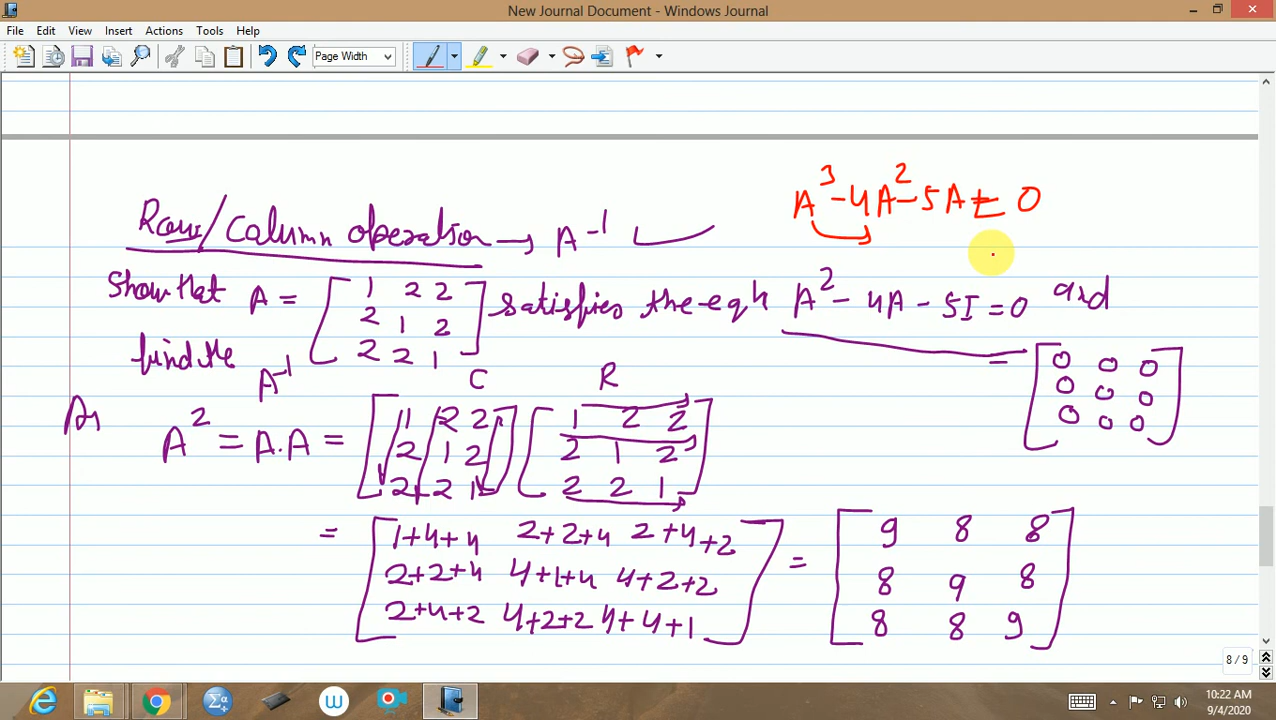 New Journal Document - Windows Journal
File Edit View Insert Actions Tools Help
Page Width
A³ - 4A² - 5A = 0
Row/Column operation → A⁻¹
Show that A = [1 2 2
2 1 2
2 2 1] satisfies the eqn A² - 4A - 5I = 0 and
find the A⁻¹
= [0 0 0
0 0 0
0 0 0]
C R
A² = A.A = [1 2 2
2 1 2
2 2 1] [1 2 2
2 1 2
2 2 1]
= [1+4+4 2+2+4 2+4+2
2+2+4 4+1+4 4+2+2
2+4+2 4+2+2 4+4+1] = [9 8 8
8 9 8
8 8 9]
8 / 9
10:22 AM
9/4/2020